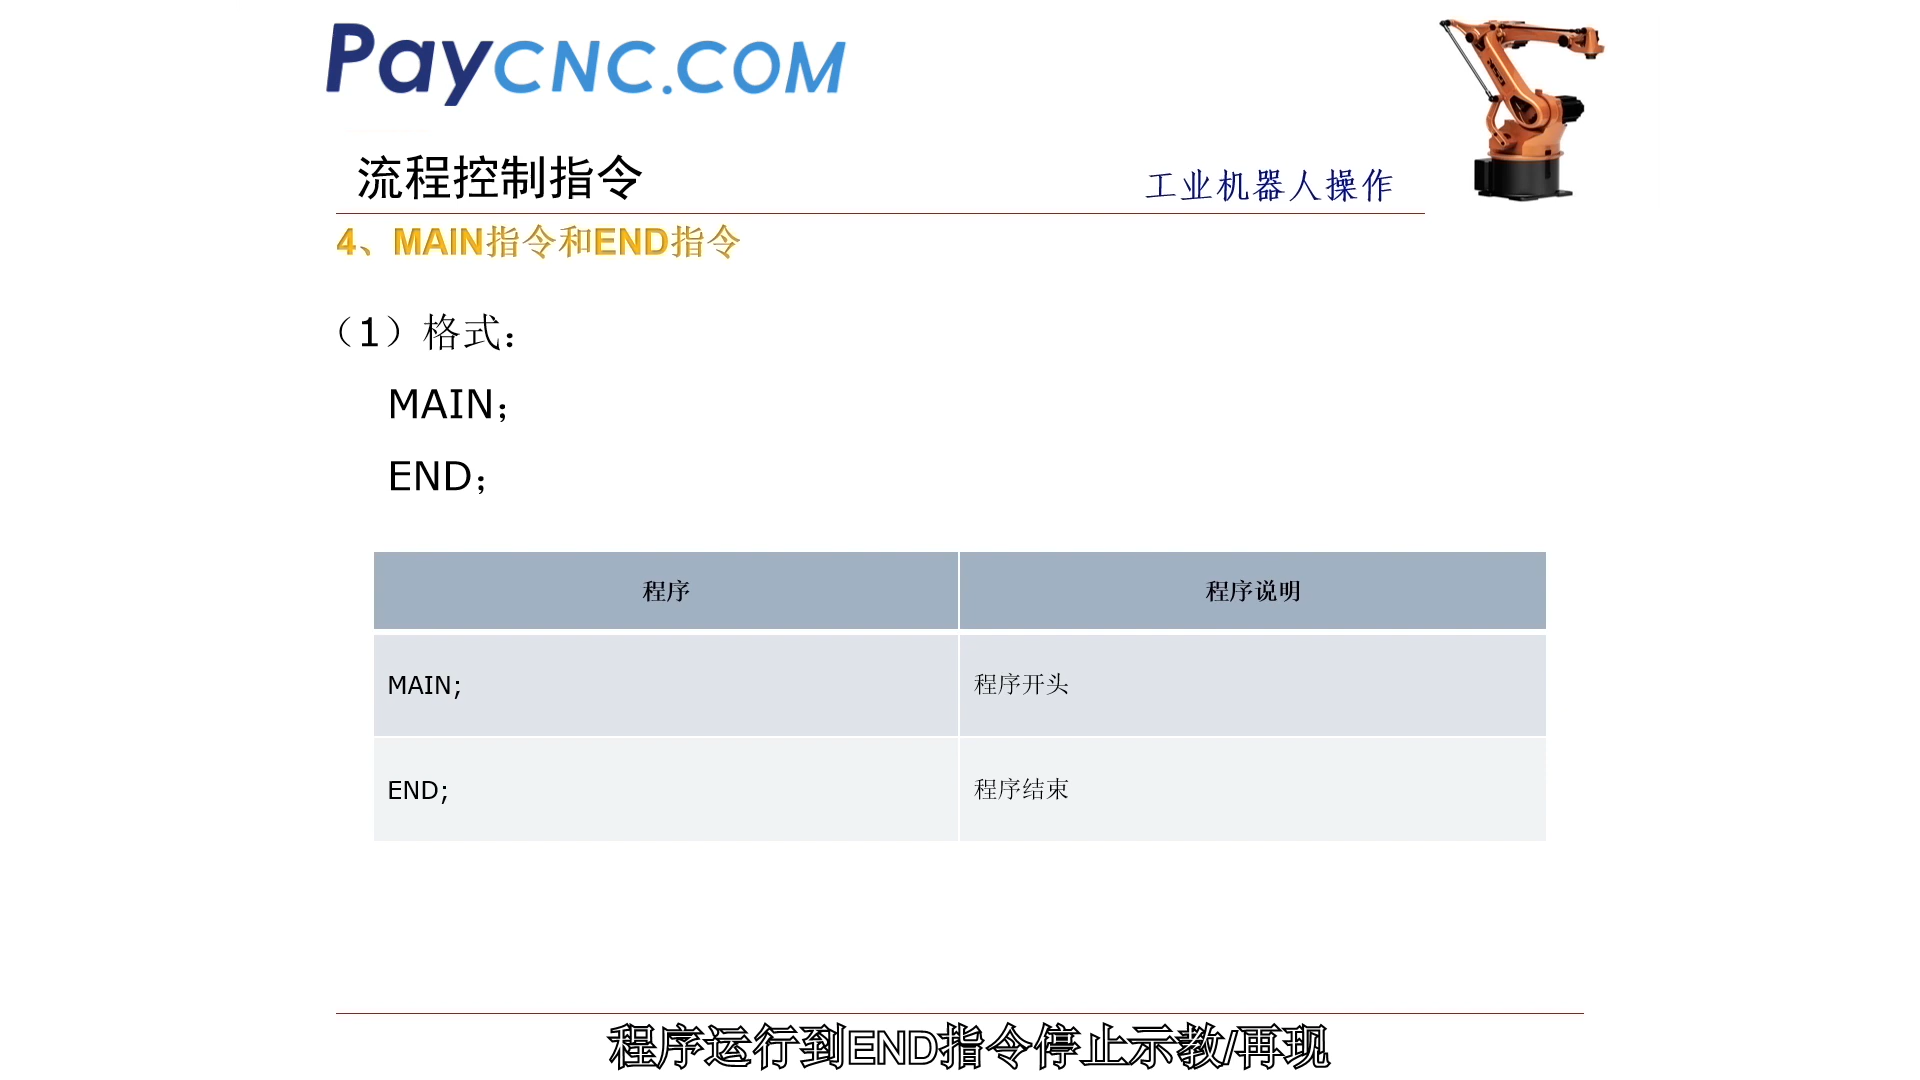 PayCNC.COM
流程控制指令
工业机器人操作
4、MAIN指令和END指令
（1）格式：
MAIN；
END；
程序 程序说明
MAIN; 程序开头
END; 程序结束
程序运行到END指令停止示教/再现